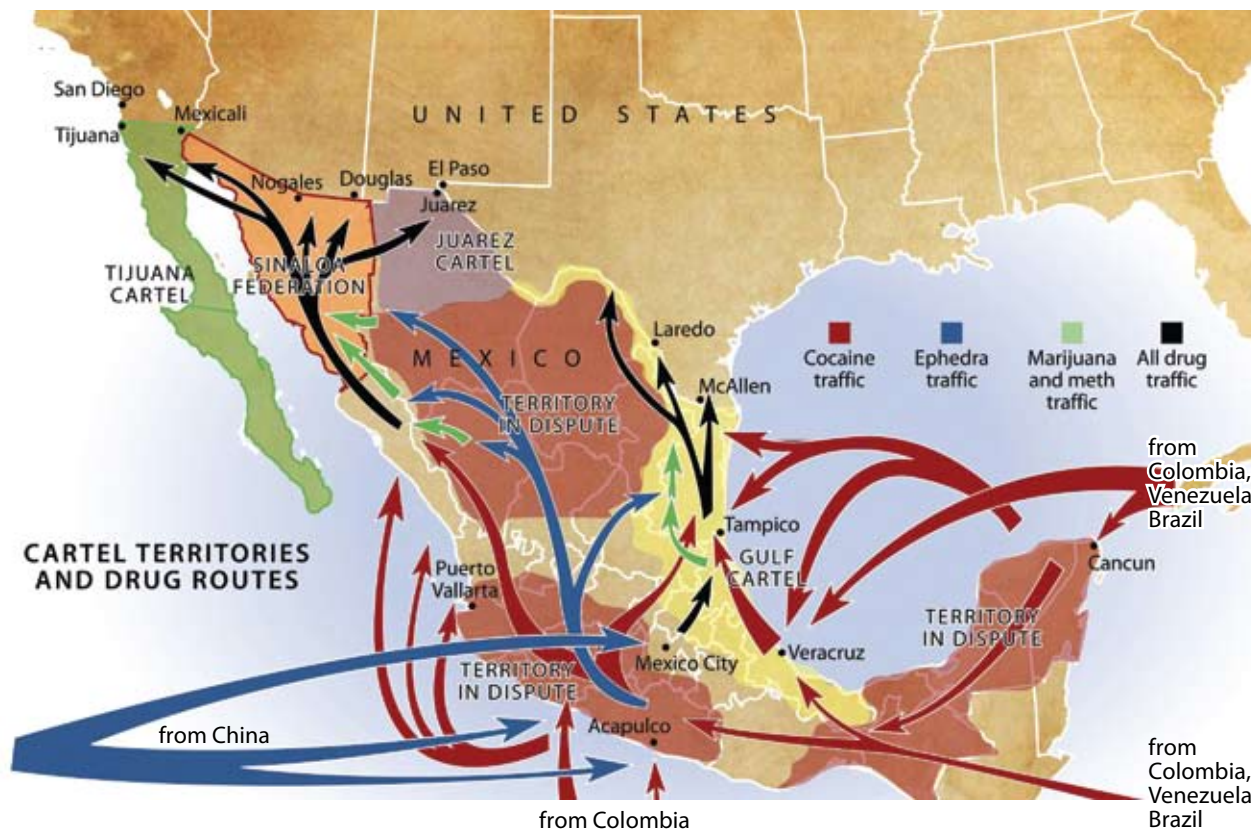 San Diego
Mexicali
Tijuana
UNITED STATES
Nogales
Douglas
El Paso
Juarez
JUAREZ
CARTEL
TIJUANA
CARTEL
SINALOA
FEDERATION
MEXICO
Laredo
McAllen
TERRITORY
IN DISPUTE
Cocaine
traffic
Ephedra
traffic
Marijuana
and meth
traffic
All drug
traffic
from
Colombia,
Venezuela
Brazil
CARTEL TERRITORIES
AND DRUG ROUTES
Tampico
GULF
CARTEL
Cancun
Puerto
Vallarta
TERRITORY
IN DISPUTE
Mexico City
Veracruz
TERRITORY
IN DISPUTE
Acapulco
from China
from Colombia
from
Colombia,
Venezuela
Brazil